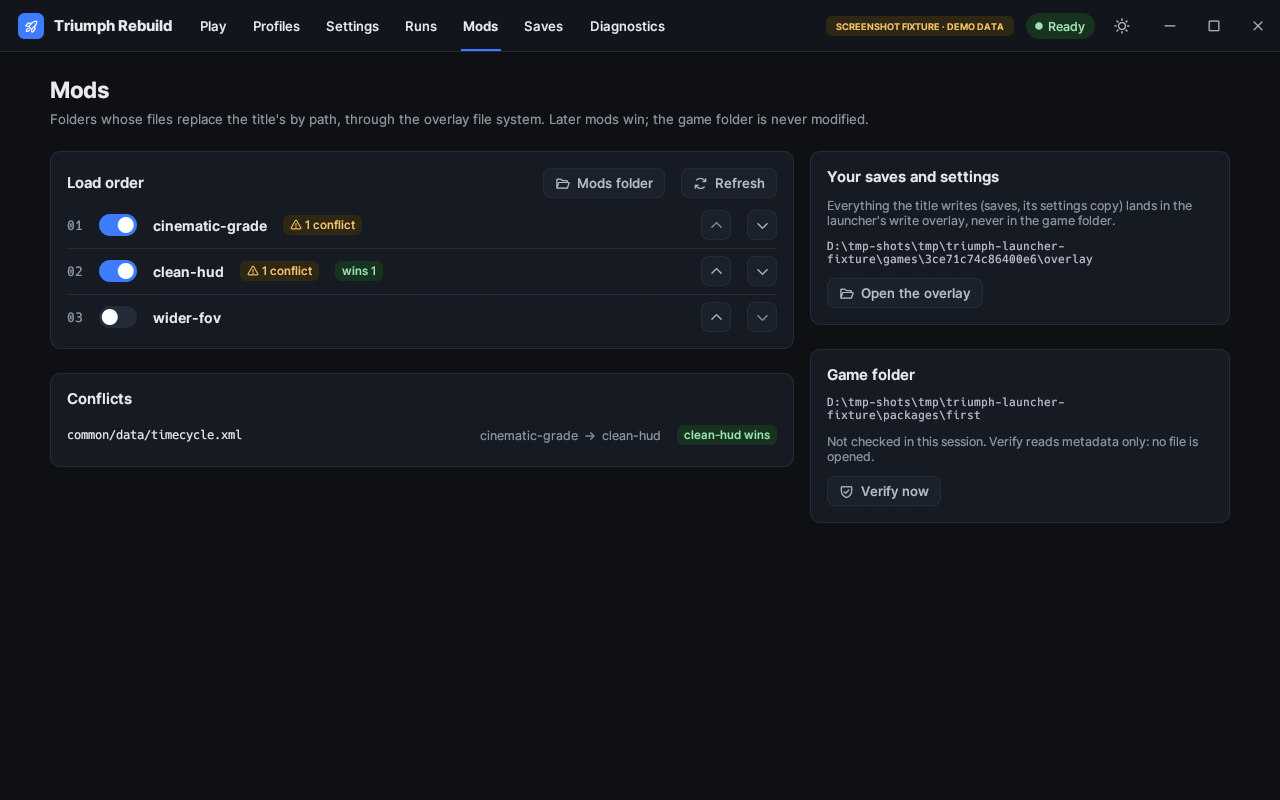 Triumph Rebuild
Play
Profiles
Settings
Runs
Mods
Saves
Diagnostics
SCREENSHOT FIXTURE · DEMO DATA
Ready
Mods
Folders whose files replace the title's by path, through the overlay file system. Later mods win; the game folder is never modified.
Load order
Mods folder
Refresh
01
cinematic-grade
1 conflict
02
clean-hud
1 conflict
wins 1
03
wider-fov
Conflicts
common/data/timecycle.xml
cinematic-grade → clean-hud
clean-hud wins
Your saves and settings
Everything the title writes (saves, its settings copy) lands in the
launcher's write overlay, never in the game folder.
D:\tmp-shots\tmp\triumph-launcher-
fixture\games\3ce71c74c86400e6\overlay
Open the overlay
Game folder
D:\tmp-shots\tmp\triumph-launcher-
fixture\packages\first
Not checked in this session. Verify reads metadata only: no file is
opened.
Verify now